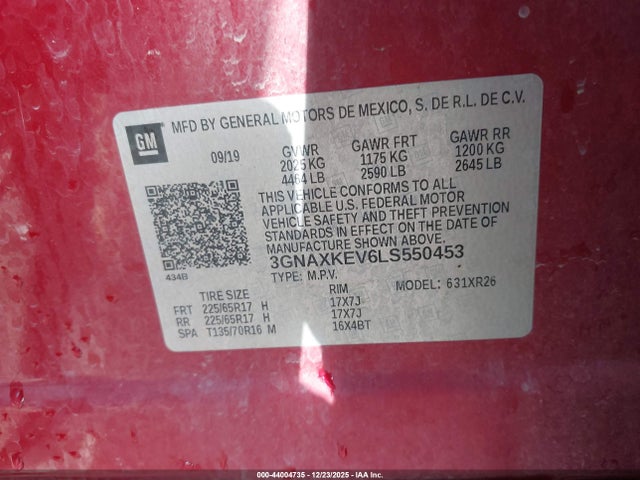 GM
MFD BY GENERAL MOTORS DE MEXICO, S. DE R.L. DE C.V.
09/19 GVWR GAWR FRT GAWR RR
2025 KG 1175 KG 1200 KG
4464 LB 2590 LB 2645 LB
THIS VEHICLE CONFORMS TO ALL
APPLICABLE U.S. FEDERAL MOTOR
VEHICLE SAFETY AND THEFT PREVENTION
STANDARDS IN EFFECT ON THE DATE OF
MANUFACTURE SHOWN ABOVE.
3GNAXKEV6LS550453
434B
TYPE: M.P.V. MODEL: 631XR26
TIRE SIZE RIM
FRT 225/65R17 H 17X7J
RR 225/65R17 H 17X7J
SPA T135/70R16 M 16X4BT
000-44004735 - 12/23/2025 - IAA Inc.